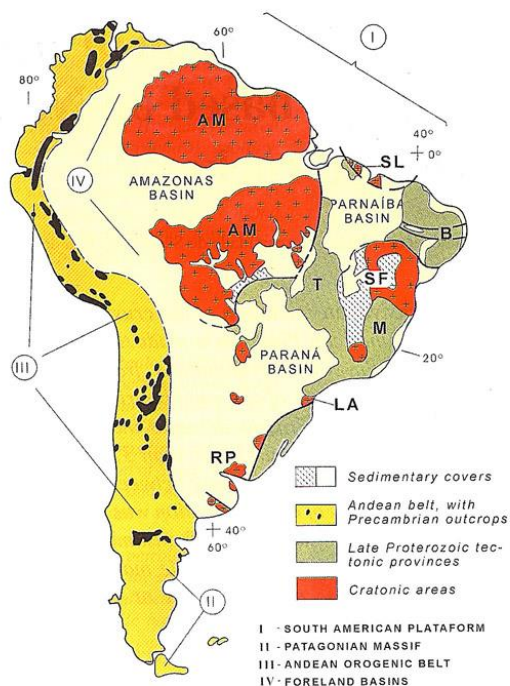 I
60°
80°
40°
0°
AM
SL
IV
AMAZONAS
BASIN
PARNAÍBA
BASIN
B
AM
T
SF
M
III
PARANÁ
BASIN
20°
LA
RP
40°
60°
II
Sedimentary covers
Andean belt, with
Precambrian outcrops
Late Proterozoic tec-
tonic provinces
Cratonic areas
I - SOUTH AMERICAN PLATAFORM
II - PATAGONIAN MASSIF
III - ANDEAN OROGENIC BELT
IV - FORELAND BASINS